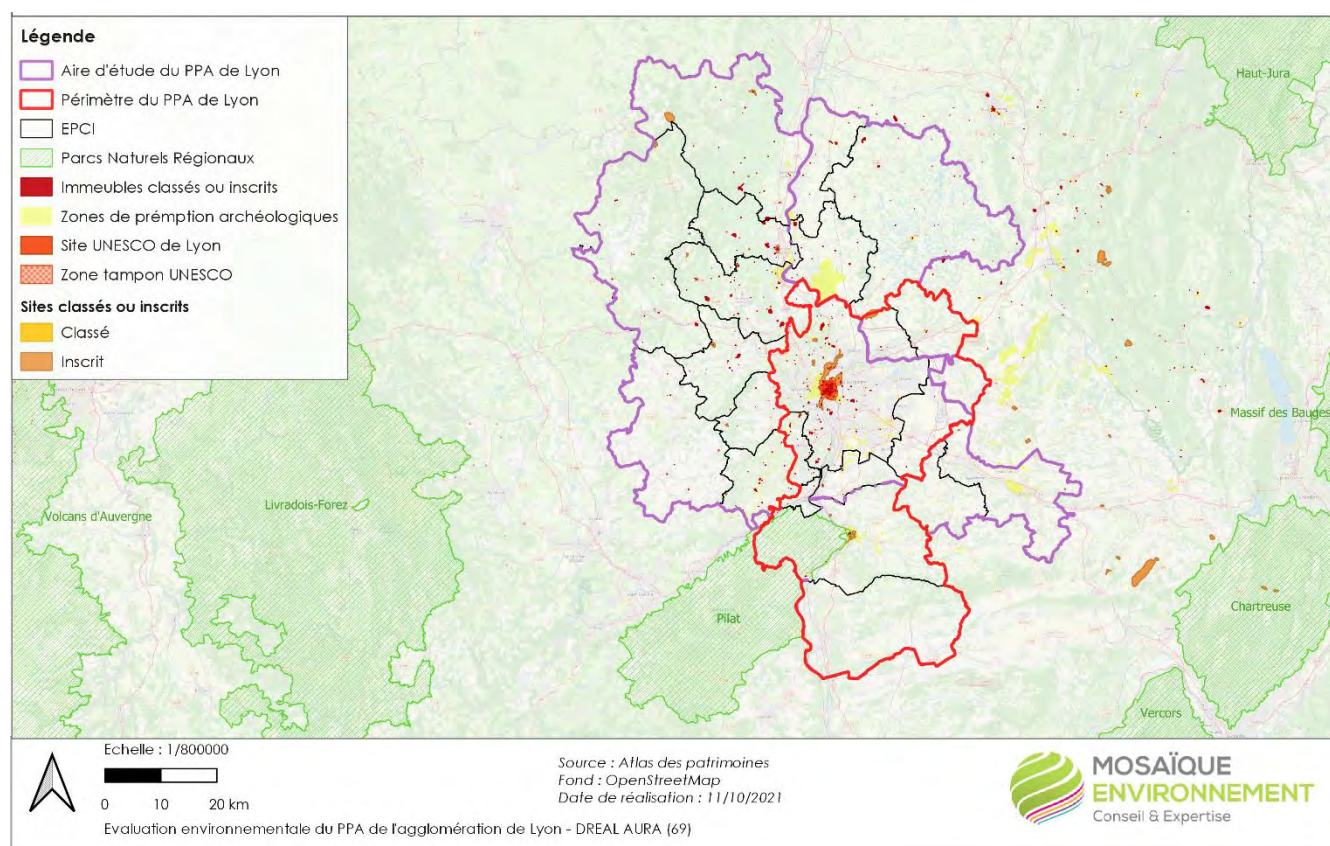 Légende
Aire d'étude du PPA de Lyon
Périmètre du PPA de Lyon
EPCI
Parcs Naturels Régionaux
Immeubles classés ou inscrits
Zones de prémption archéologiques
Site UNESCO de Lyon
Zone tampon UNESCO
Sites classés ou inscrits
Classé
Inscrit
Haut-Jura
Massif des Bauges
Livradois-Forez
Volcans d'Auvergne
Pilat
Chartreuse
Vercors
Echelle : 1/800000
0 10 20 km
Source : Atlas des patrimoines
Fond : OpenStreetMap
Date de réalisation : 11/10/2021
Evaluation environnementale du PPA de l'agglomération de Lyon - DREAL AURA (69)
MOSAÏQUE
ENVIRONNEMENT
Conseil & Expertise